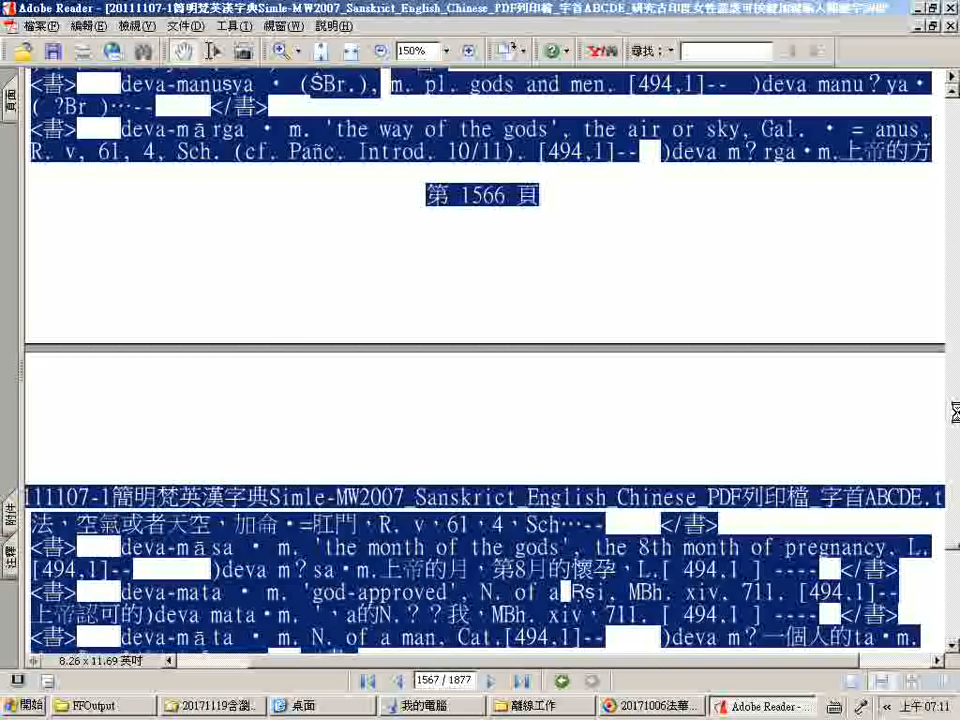 Adobe Reader - [20111107-1簡明梵英漢字典Simle-MW2007_Sanskrict_English_Chinese_PDF列印檔_字首ABCDE_研究古印度女性
檔案(F) 編輯(E) 檢視(V) 文件(D) 工具(T) 視窗(W) 說明(H)
150% 尋找:
頁面
<書> deva-manuṣya • (ŚBr.), m. pl. gods and men. [494,1]-- )deva manu？ya•
( ?Br )…-- </書>
<書> deva-mārga • m. 'the way of the gods', the air or sky, Gal. • = anus,
R. v, 61, 4, Sch. (cf. Pañc. Introd. 10/11). [494,1]-- )deva m？rga•m.上帝的方
第 1566 頁
111107-1簡明梵英漢字典Simle-MW2007_Sanskrict_English_Chinese_PDF列印檔_字首ABCDE.t
法，空氣或者天空，加侖•=肛門，R. v，61，4，Sch…-- </書>
<書> deva-māsa • m. 'the month of the gods', the 8th month of pregnancy, L.
[494,1]-- )deva m？sa•m.上帝的月，第8月的懷孕，L.[ 494,1 ] ---- </書>
<書> deva-mata • m. 'god-approved', N. of a Ṛṣi, MBh. xiv, 711. [494,1]--
上帝認可的)deva mata•m.'，a的N.？？我，MBh. xiv，711. [ 494,1 ] ---- </書>
<書> deva-māta • m. N. of a man, Cat.[494,1]-- )deva m？一個人的ta•m.
附件
注釋
8.26 x 11.69 英吋
1567 / 1877
開始 FFOutput 20171119含瀏... 桌面 我的電腦 離線工作 20171006法華... Adobe Reader - [... « 上午 07:11